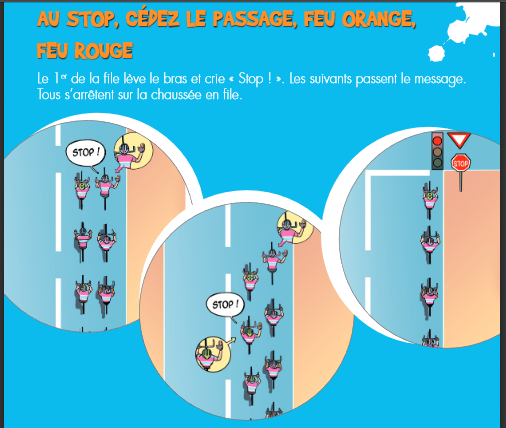 AU STOP, CÉDEZ LE PASSAGE, FEU ORANGE,
FEU ROUGE
Le 1er de la file lève le bras et crie « Stop ! ». Les suivants passent le message.
Tous s'arrêtent sur la chaussée en file.
STOP !
STOP !
STOP